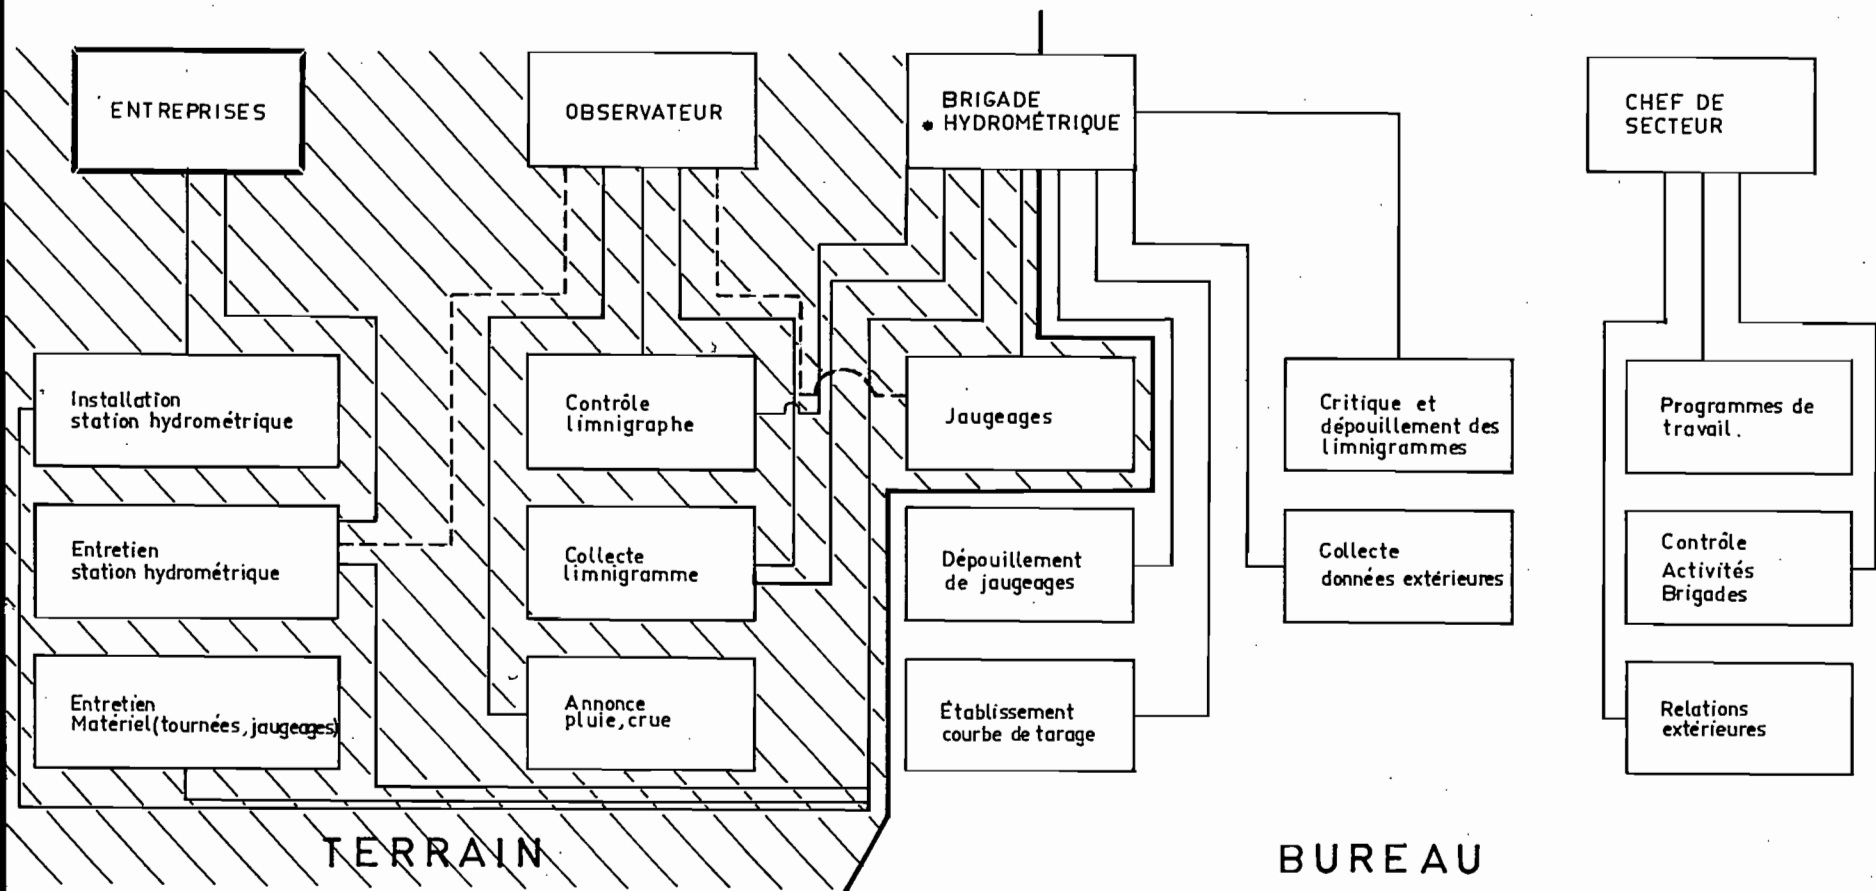 ENTREPRISES
OBSERVATEUR
BRIGADE
* HYDROMÉTRIQUE
CHEF DE
SECTEUR
Installation
station hydrométrique
Contrôle
limnigraphe
Jaugeages
Critique et
dépouillement des
limnigrammes
Programmes de
travail.
Entretien
station hydrométrique
Collecte
limnigramme
Dépouillement
de jaugeages
Collecte
données extérieures
Contrôle
Activités
Brigades
Entretien
Matériel(tournées, jaugeages)
Annonce
pluie, crue
Établissement
courbe de tarage
Relations
extérieures
TERRAIN
BUREAU